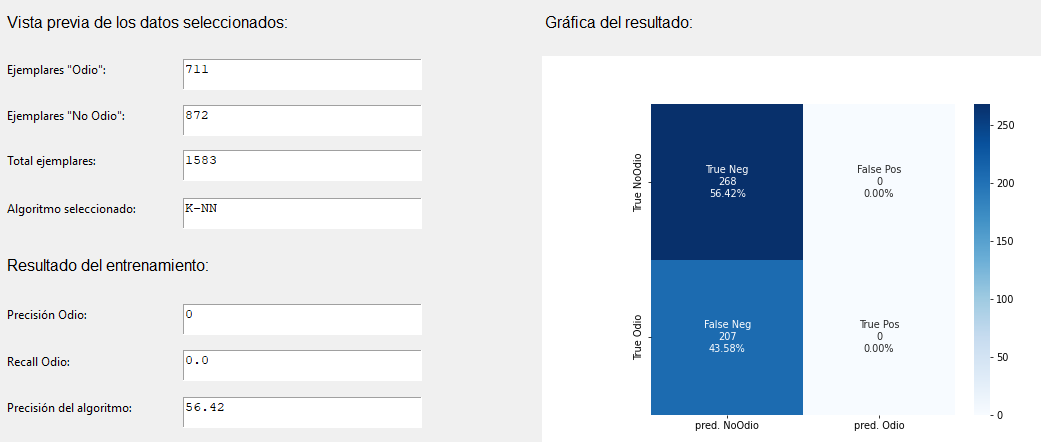 Vista previa de los datos seleccionados:
Ejemplares "Odio":
711
Ejemplares "No Odio":
872
Total ejemplares:
1583
Algoritmo seleccionado:
K-NN
Resultado del entrenamiento:
Precisión Odio:
0
Recall Odio:
0.0
Precisión del algoritmo:
56.42
Gráfica del resultado:
True NoOdio
True Neg
268
56.42%
False Pos
0
0.00%
True Odio
False Neg
207
43.58%
True Pos
0
0.00%
pred. NoOdio
pred. Odio
250
200
150
100
50
0